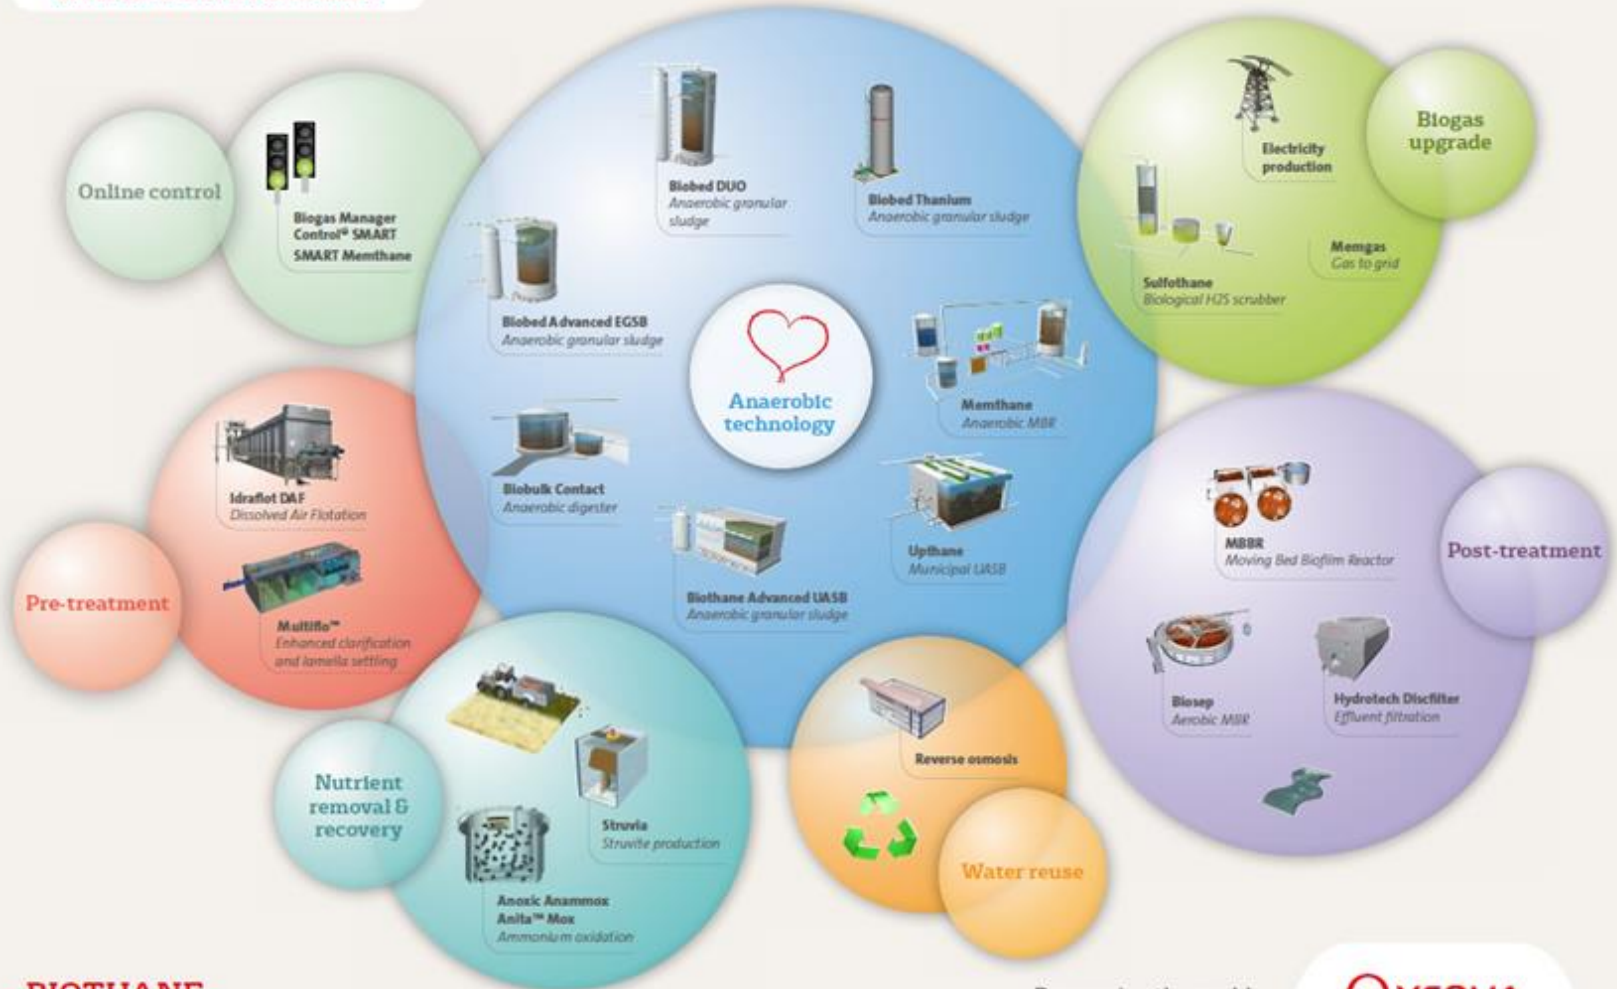 Online control
Biogas Manager
Control® SMART
SMART Memthane
Biobed DUO
Anaerobic granular
sludge
Biobed Thanium
Anaerobic granular sludge
Biobed Advanced EGSB
Anaerobic granular sludge
Anaerobic
technology
Memthane
Anaerobic MBR
Biobulk Contact
Anaerobic digester
Upthane
Municipal UASB
Biothane Advanced UASB
Anaerobic granular sludge
Electricity
production
Biogas
upgrade
Memgas
Gas to grid
Sulfothane
Biological H2S scrubber
Idraflot DAF
Dissolved Air Flotation
Pre-treatment
Multiflo™
Enhanced clarification
and lamella settling
MBBR
Moving Bed Biofilm Reactor
Post-treatment
Biosep
Aerobic MBR
Hydrotech Discfilter
Effluent filtration
Nutrient
removal &
recovery
Struvia
Struvite production
Anoxic Anammox
Anita™ Mox
Ammonium oxidation
Reverse osmosis
Water reuse
BIOTHANE
VEOLIA